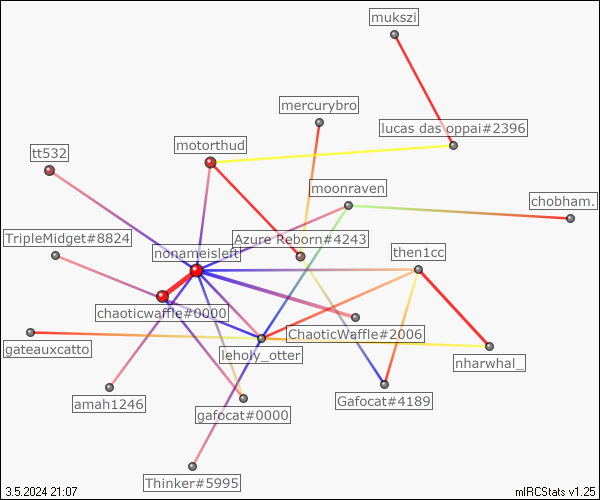 mukszi
mercurybro
lucas das oppai#2396
motorthud
tt532
moonraven
chobham.
TripleMidget#8824
Azure Reborn#4243
nonameisleft
then1cc
chaoticwaffle#0000
ChaoticWaffle#2006
gateauxcatto
leholy_otter
nharwhal_
amah1246
gafocat#0000
Gafocat#4189
Thinker#5995
3.5.2024 21:07
mIRCStats v1.25